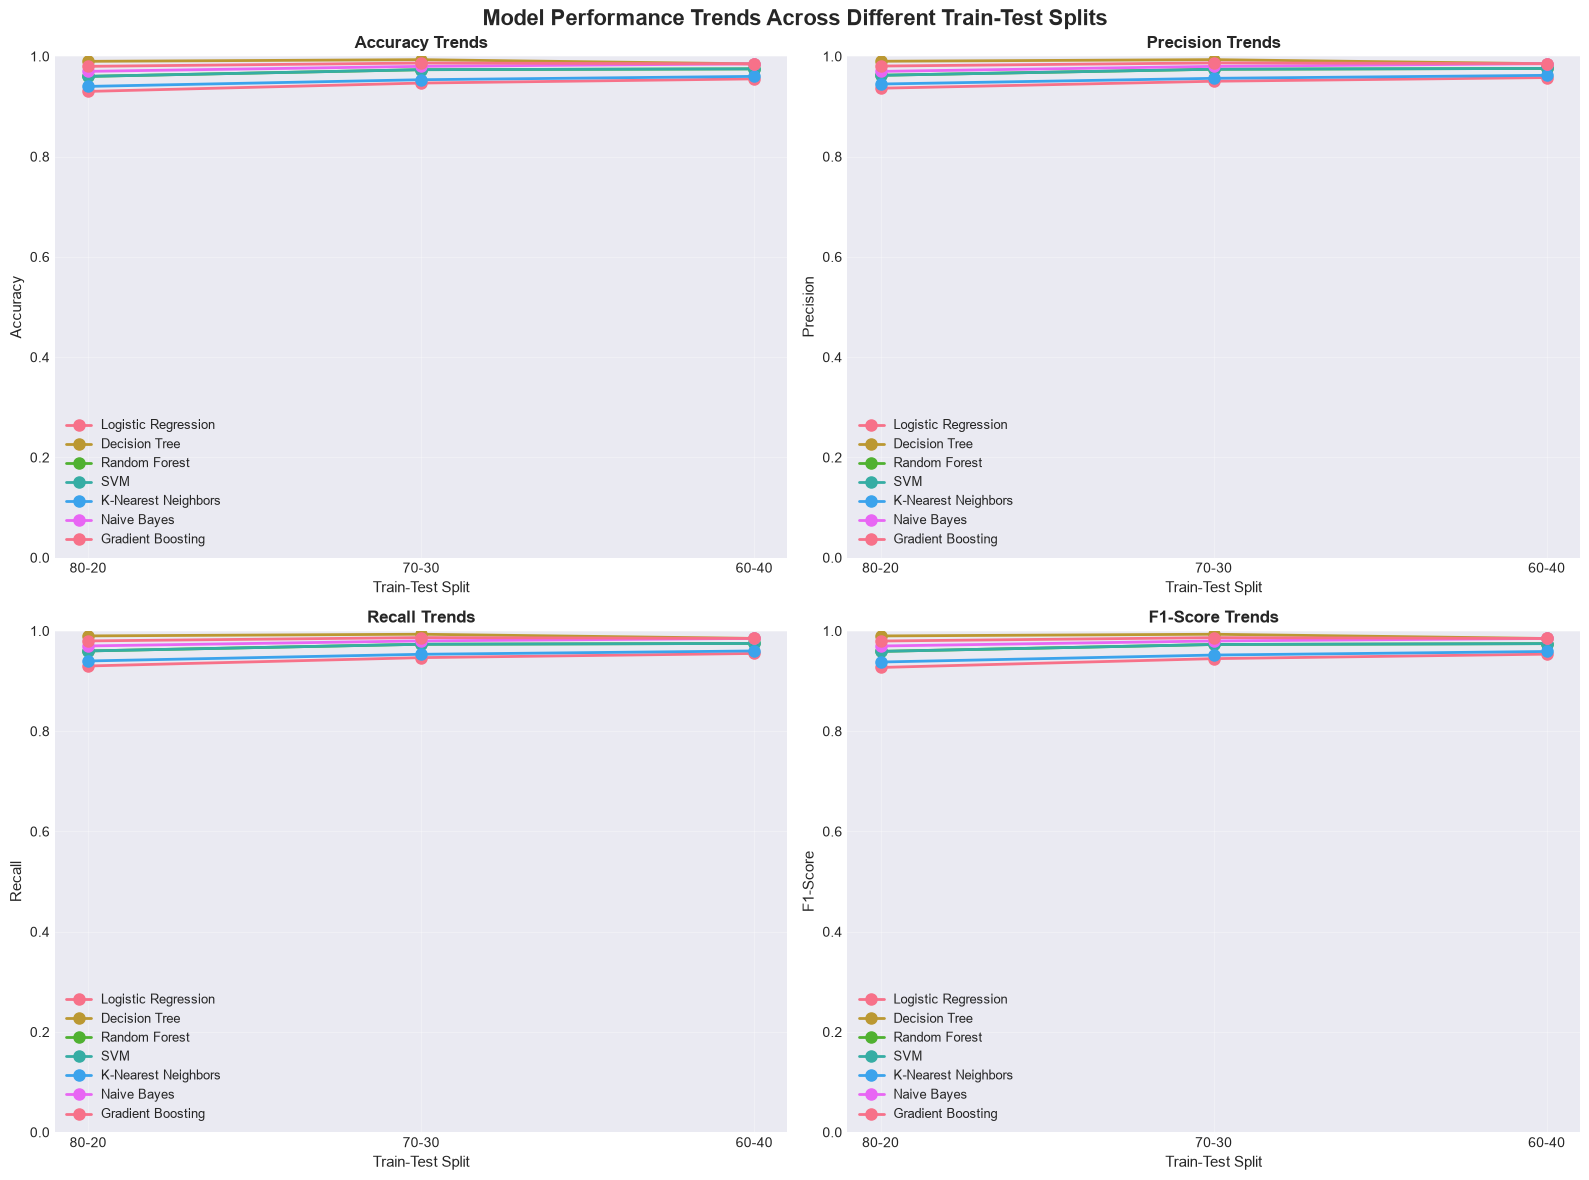 Model Performance Trends Across Different Train-Test Splits
Accuracy Trends
1.0
0.8
0.6
0.4
0.2
0.0
Accuracy
Logistic Regression
Decision Tree
Random Forest
SVM
K-Nearest Neighbors
Naive Bayes
Gradient Boosting
80-20
70-30
60-40
Train-Test Split
Precision Trends
1.0
0.8
0.6
0.4
0.2
0.0
Precision
Logistic Regression
Decision Tree
Random Forest
SVM
K-Nearest Neighbors
Naive Bayes
Gradient Boosting
80-20
70-30
60-40
Train-Test Split
Recall Trends
1.0
0.8
0.6
0.4
0.2
0.0
Recall
Logistic Regression
Decision Tree
Random Forest
SVM
K-Nearest Neighbors
Naive Bayes
Gradient Boosting
80-20
70-30
60-40
Train-Test Split
F1-Score Trends
1.0
0.8
0.6
0.4
0.2
0.0
F1-Score
Logistic Regression
Decision Tree
Random Forest
SVM
K-Nearest Neighbors
Naive Bayes
Gradient Boosting
80-20
70-30
60-40
Train-Test Split